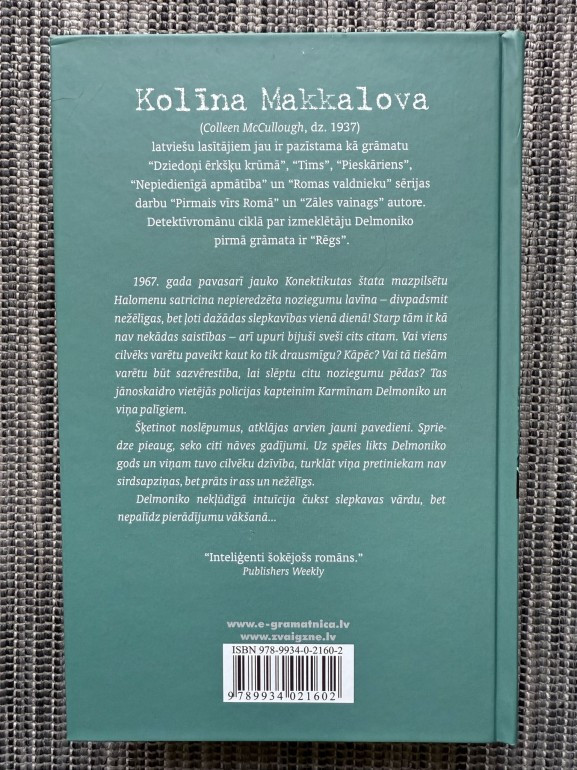 Kolīna Makkalova
(Colleen McCullough, dz. 1937)
latviešu lasītājiem jau ir pazīstama kā grāmatu
“Dziedoņi ērkšķu krūmā”, “Tims”, “Pieskāriens”,
“Nepiedienīgā apmātība” un “Romas valdnieku” sērijas
darbu “Pirmais vīrs Romā” un “Zāles vainags” autore.
Detektīvromānu ciklā par izmeklētāju Delmoniko
pirmā grāmata ir “Rēgs”.
1967. gada pavasarī jauko Konektikutas štata mazpilsētu
Halomenu satricina nepieredzēta noziegumu lavīna – divpadsmit
nežēlīgas, bet ļoti dažādas slepkavības vienā dienā! Starp tām it kā
nav nekādas saistības – arī upuri bijuši sveši cits citam. Vai viens
cilvēks varētu paveikt kaut ko tik drausmīgu? Kāpēc? Vai tā tiešām
varētu būt sazvērestība, lai slēptu citu noziegumu pēdas? Tas
jānoskaidro vietējās policijas kapteinim Karmīnam Delmoniko un
viņa palīgiem.
Šķetinot noslēpumus, atklājas arvien jauni pavedieni. Sprie-
dze pieaug, seko citi nāves gadījumi. Uz spēles likts Delmoniko
gods un viņam tuvo cilvēku dzīvība, turklāt viņa pretiniekam nav
sirdsapziņas, bet prāts ir ass un nežēlīgs.
Delmoniko nekļūdīgā intuīcija čukst slepkavas vārdu, bet
nepalīdz pierādījumu vākšanā...
“Inteliģenti šokējošs romāns.”
Publishers Weekly
www.e-gramatnica.lv
www.zvaigzne.lv
ISBN 978-9934-0-2160-2
9 789934 021602